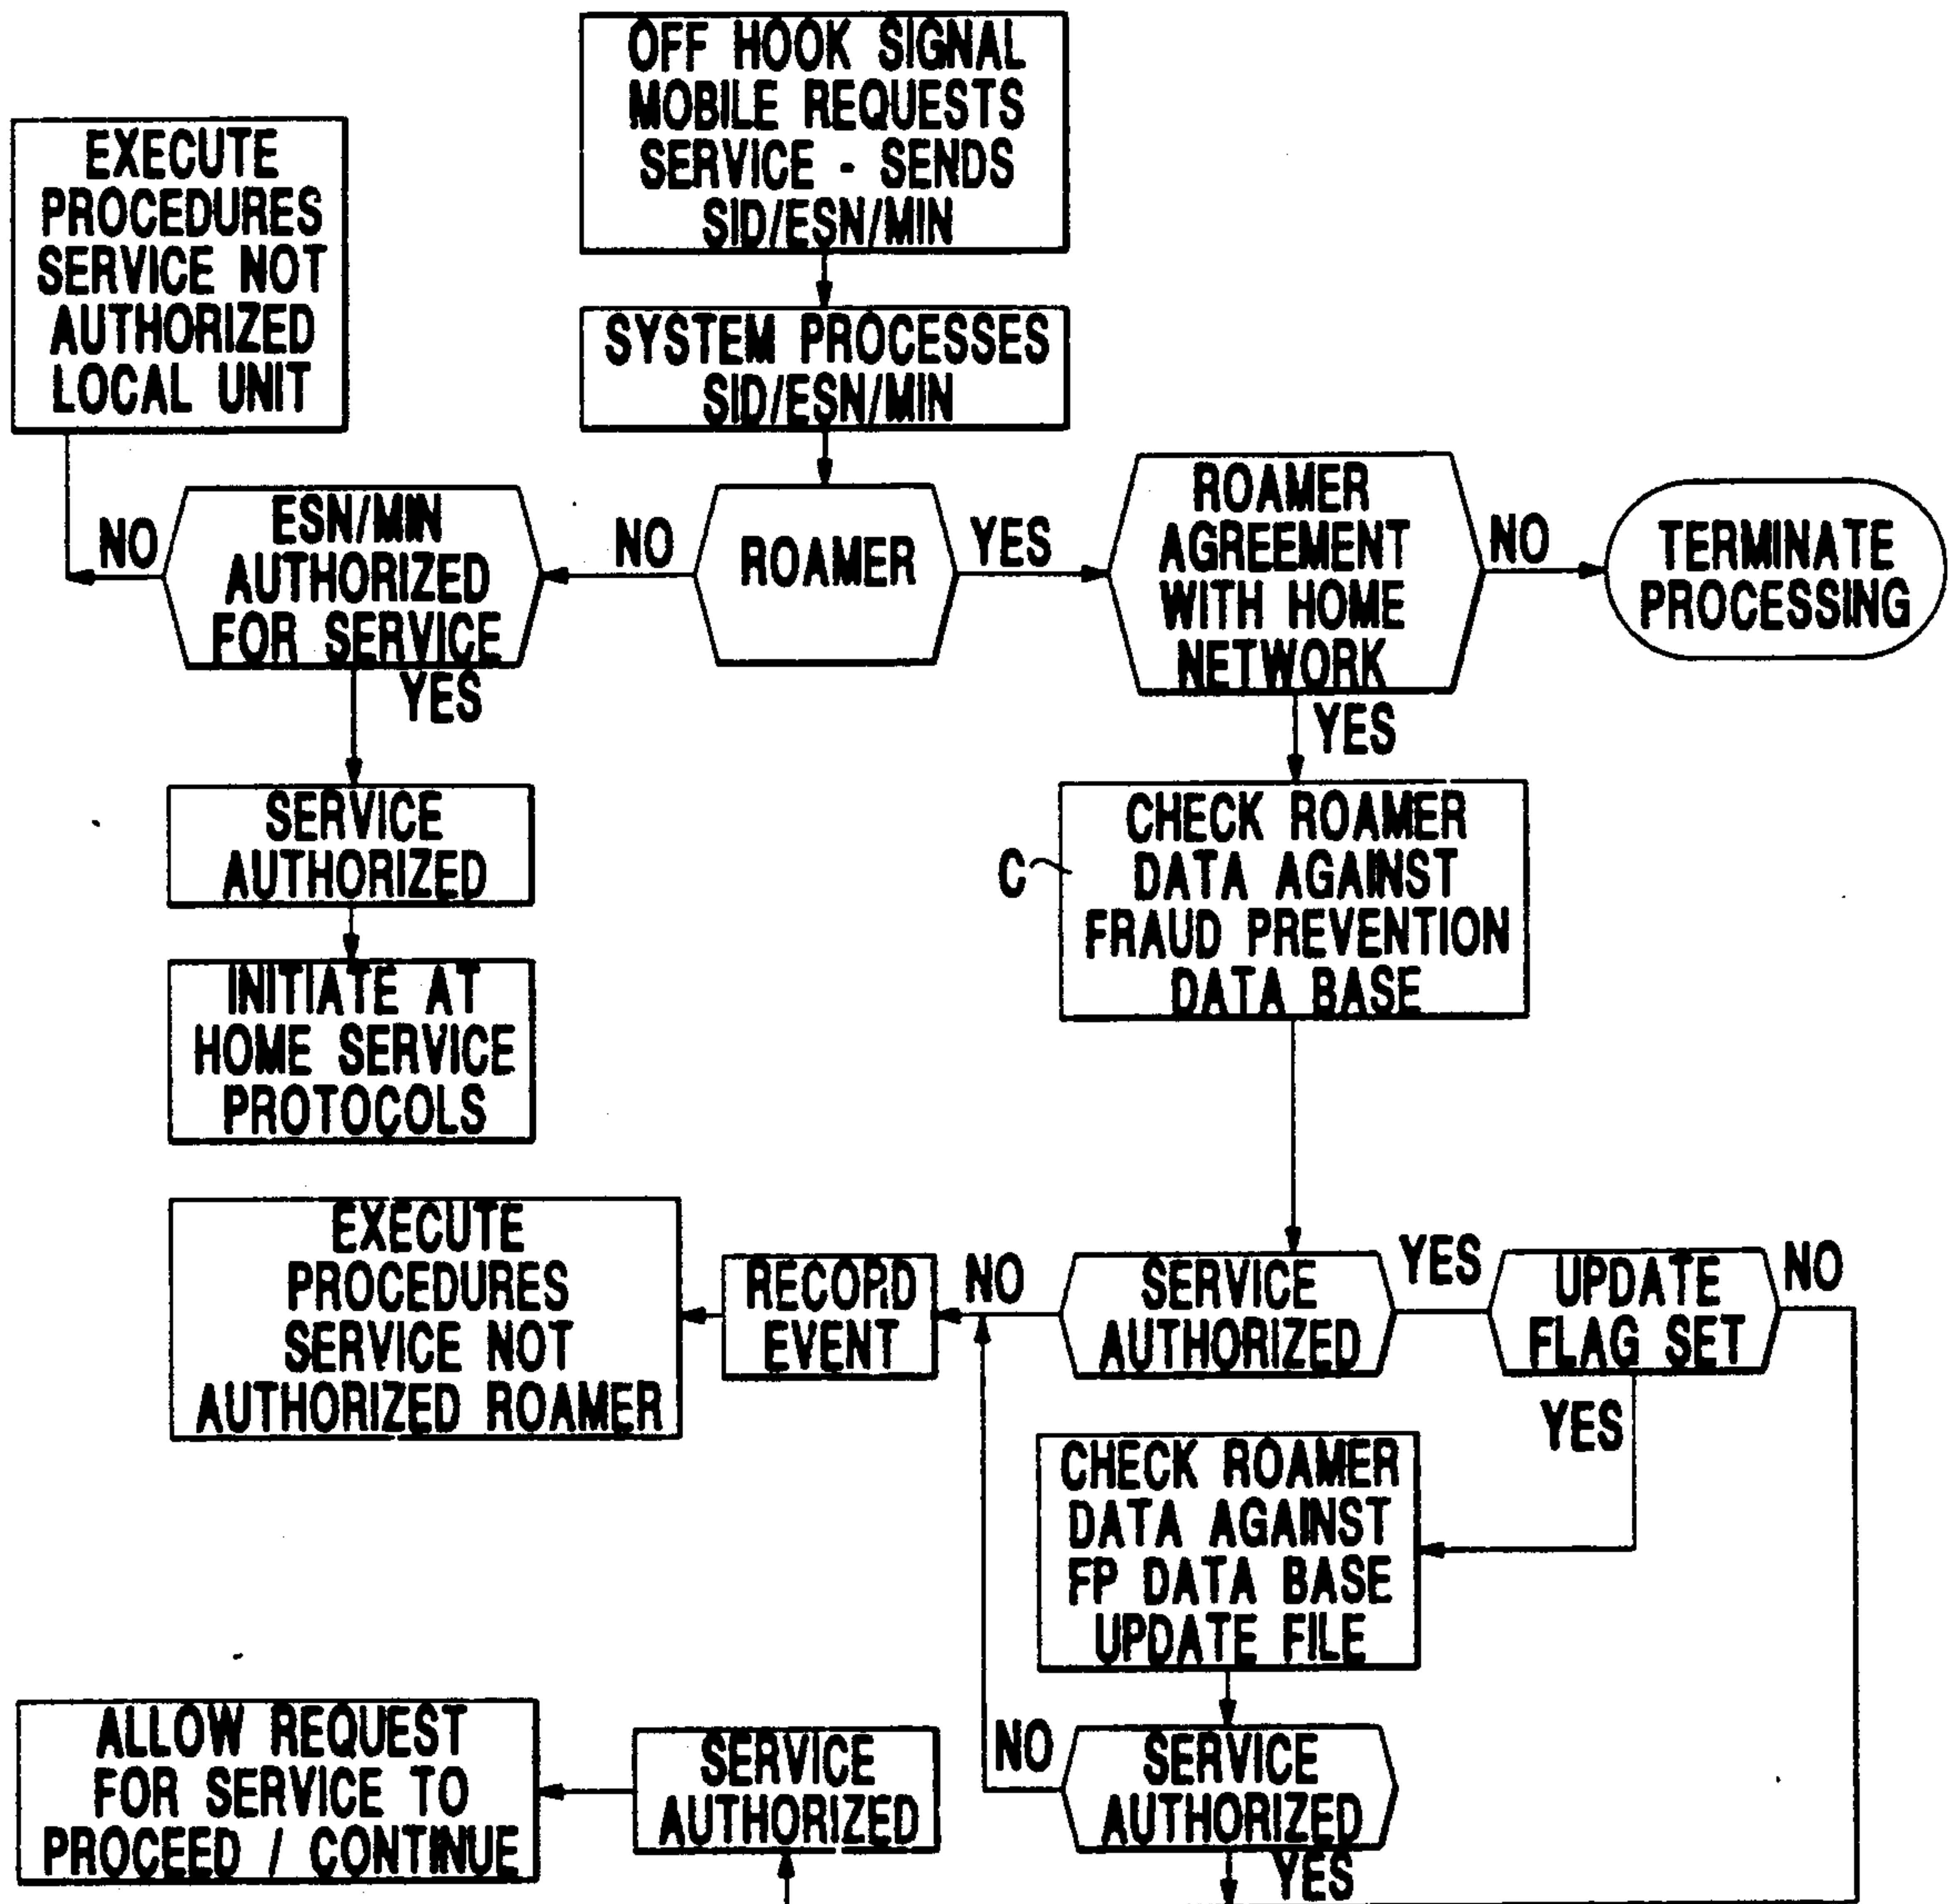 OFF HOOK SIGNAL
MOBILE REQUESTS
SERVICE - SENDS
SID/ESN/MIN
EXECUTE
PROCEDURES
SERVICE NOT
AUTHORIZED
LOCAL UNIT
SYSTEM PROCESSES
SID/ESN/MIN
NO
ESN/MIN
AUTHORIZED
FOR SERVICE
NO
ROAMER
YES
ROAMER
AGREEMENT
WITH HOME
NETWORK
NO
TERMINATE
PROCESSING
YES
YES
SERVICE
AUTHORIZED
C
CHECK ROAMER
DATA AGAINST
FRAUD PREVENTION
DATA BASE
INITIATE AT
HOME SERVICE
PROTOCOLS
EXECUTE
PROCEDURES
SERVICE NOT
AUTHORIZED ROAMER
RECORD
EVENT
NO
SERVICE
AUTHORIZED
YES
UPDATE
FLAG SET
NO
YES
CHECK ROAMER
DATA AGAINST
FP DATA BASE
UPDATE FILE
ALLOW REQUEST
FOR SERVICE TO
PROCEED / CONTINUE
SERVICE
AUTHORIZED
NO
SERVICE
AUTHORIZED
YES